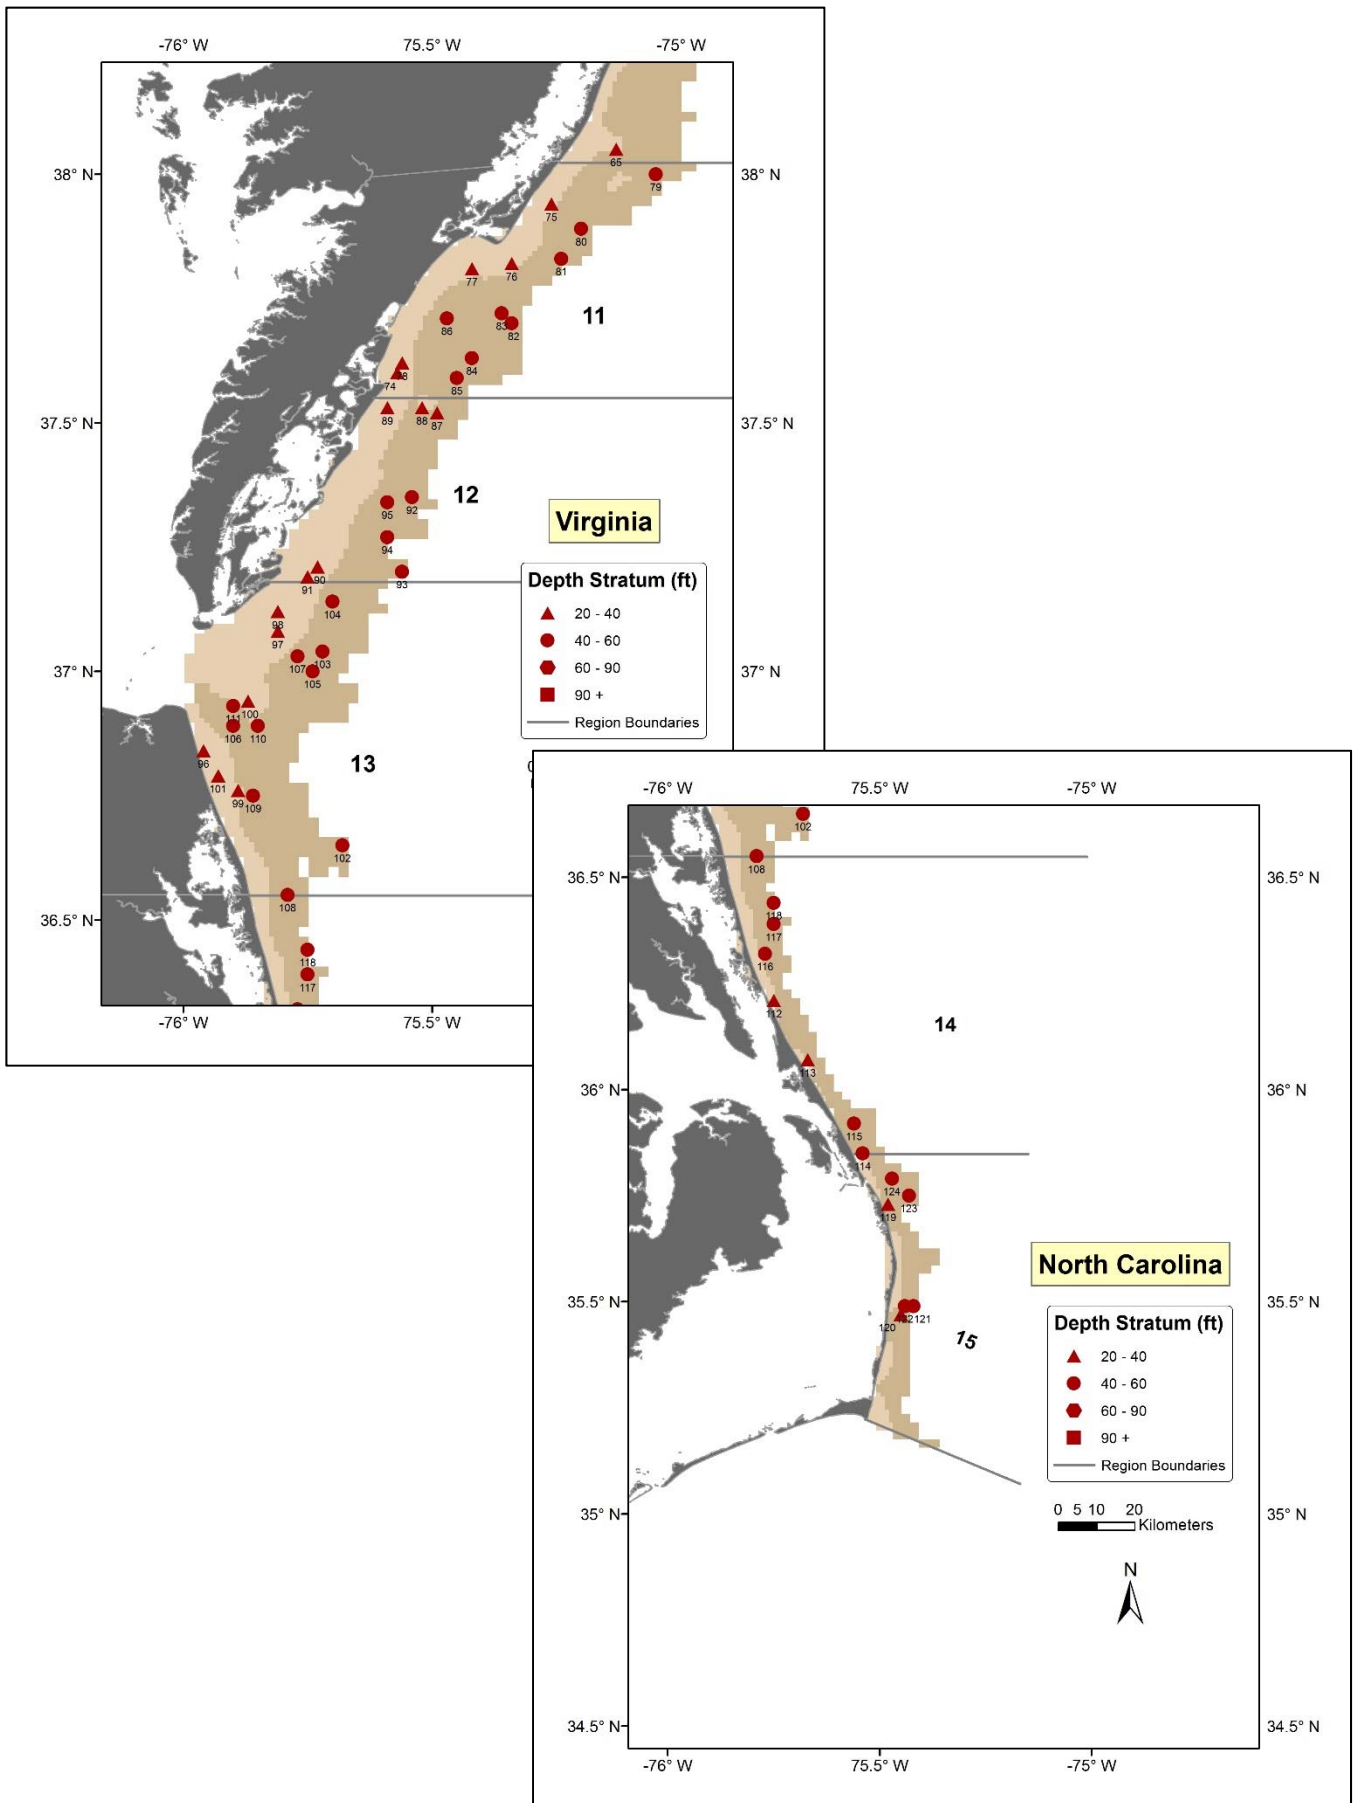 -76° W 75.5° W -75° W
65
38° N 38° N
79
75
80
76
77 81
11
83
86 82
84
78
74 85
37.5° N 37.5° N
89 88 87
12
95 92
Virginia
94
Depth Stratum (ft)
90 93
91
20 - 40
104
98
40 - 60
97
103
107
60 - 90
37° N 37° N
105
90 +
111 100
Region Boundaries
106 110
96
13
101
99 109
102
108
36.5° N
118
117
-76° W 75.5° W
-76° W 75.5° W -75° W
102
108
36.5° N 36.5° N
118
117
116
112
14
113
36° N 36° N
115
114
124
123
119
North Carolina
35.5° N 35.5° N
122 121
120
15
Depth Stratum (ft)
20 - 40
40 - 60
60 - 90
90 +
Region Boundaries
35° N 35° N
0 5 10 20
Kilometers
N
34.5° N 34.5° N
-76° W 75.5° W -75° W